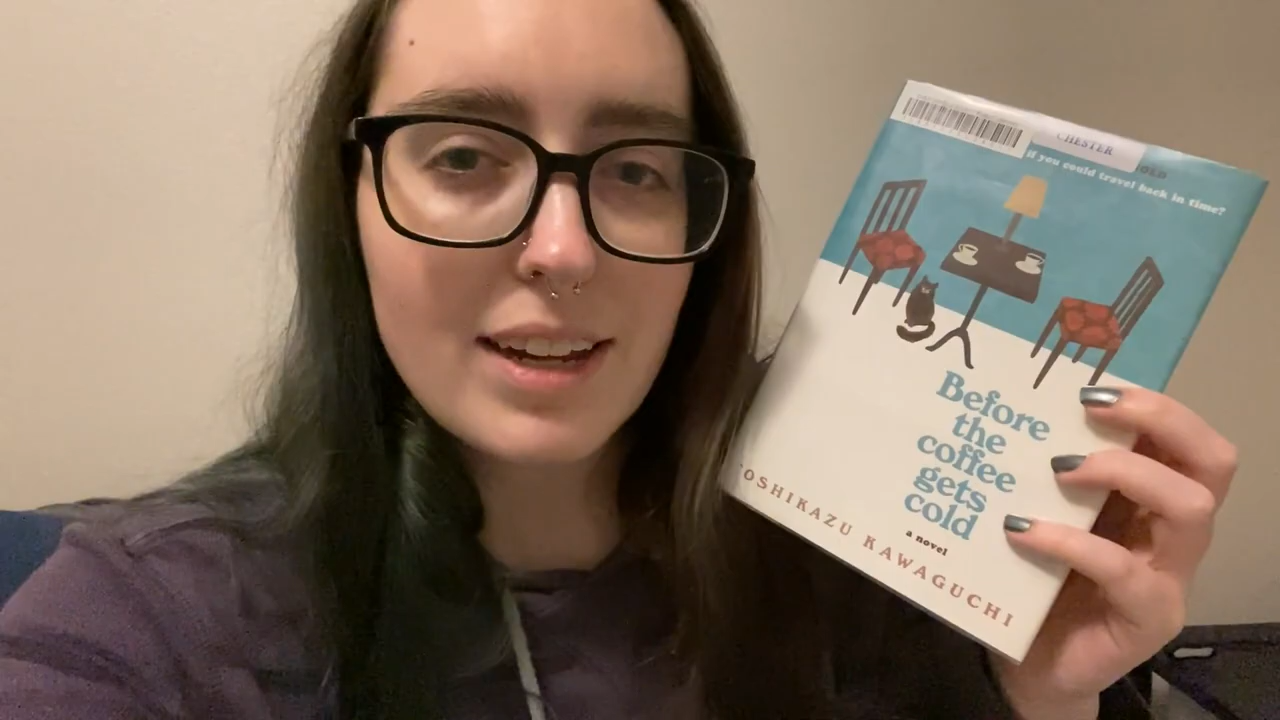 CHESTER
if you could travel back in time?
Before
the
coffee
gets
cold
a novel
OSHIKAZU KAWAGUCHI